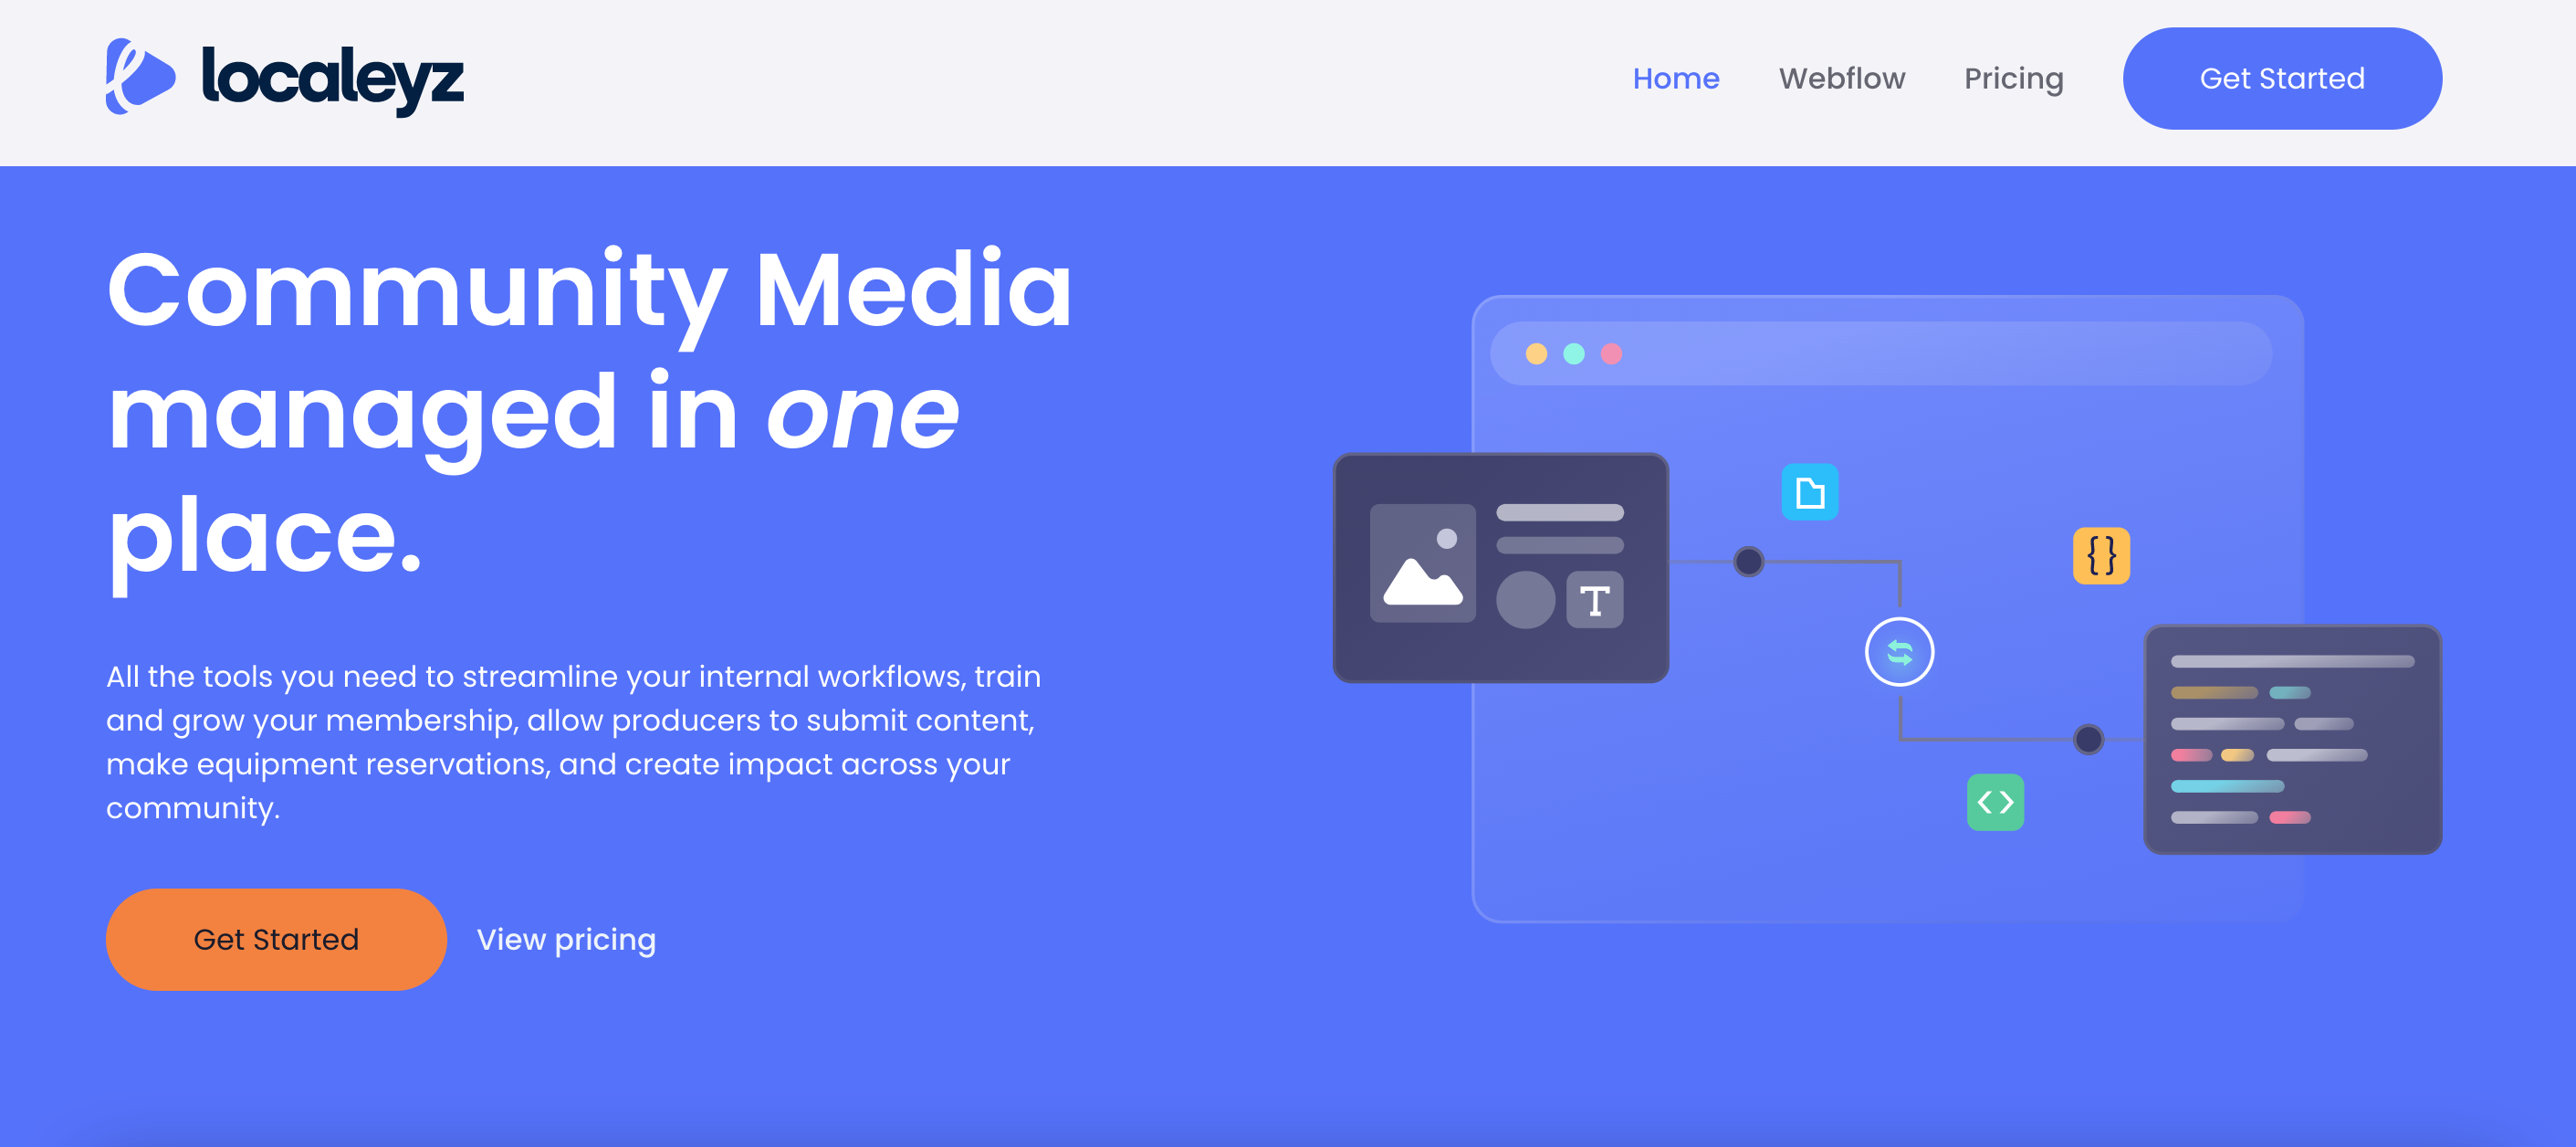 localeyz
Home Webflow Pricing Get Started
Community Media
managed in one
place.
All the tools you need to streamline your internal workflows, train
and grow your membership, allow producers to submit content,
make equipment reservations, and create impact across your
community.
Get Started View pricing
T
{}
<>